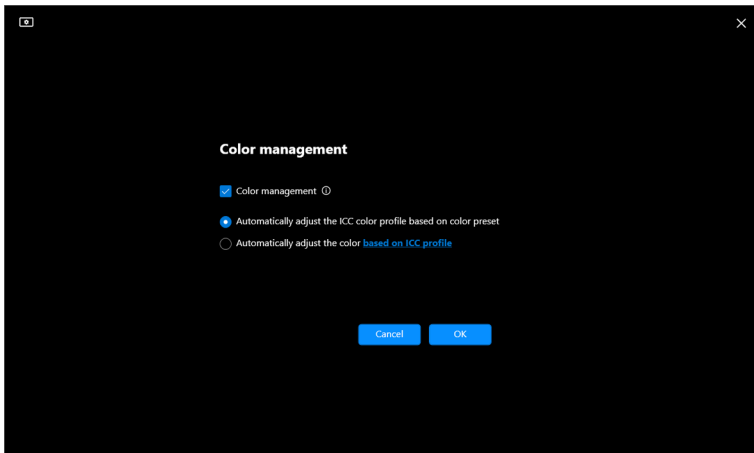 Color management
Color management
Automatically adjust the ICC color profile based on color preset
Automatically adjust the color based on ICC profile
Cancel OK